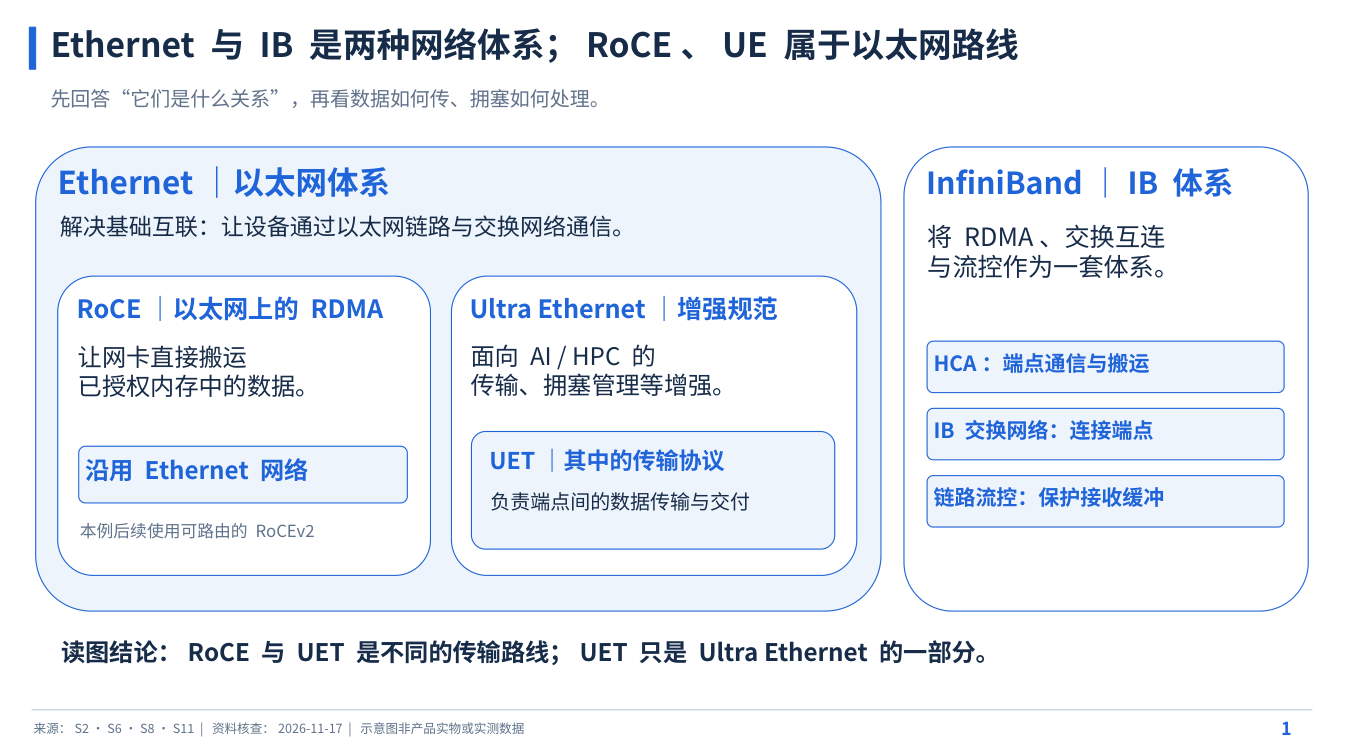 Ethernet 与 IB 是两种网络体系； RoCE 、 UE 属于以太网路线
先回答“它们是什么关系”，再看数据如何传、拥塞如何处理。
Ethernet ｜以太网体系
解决基础互联：让设备通过以太网链路与交换网络通信。
RoCE ｜以太网上的 RDMA
让网卡直接搬运
已授权内存中的数据。
沿用 Ethernet 网络
本例后续使用可路由的 RoCEv2
Ultra Ethernet ｜增强规范
面向 AI / HPC 的
传输、拥塞管理等增强。
UET ｜其中的传输协议
负责端点间的数据传输与交付
InfiniBand ｜ IB 体系
将 RDMA 、交换互连
与流控作为一套体系。
HCA ：端点通信与搬运
IB 交换网络：连接端点
链路流控：保护接收缓冲
读图结论： RoCE 与 UET 是不同的传输路线； UET 只是 Ultra Ethernet 的一部分。
来源： S2 · S6 · S8 · S11｜ 资料核查： 2026-11-17｜ 示意图非产品实物或实测数据
1